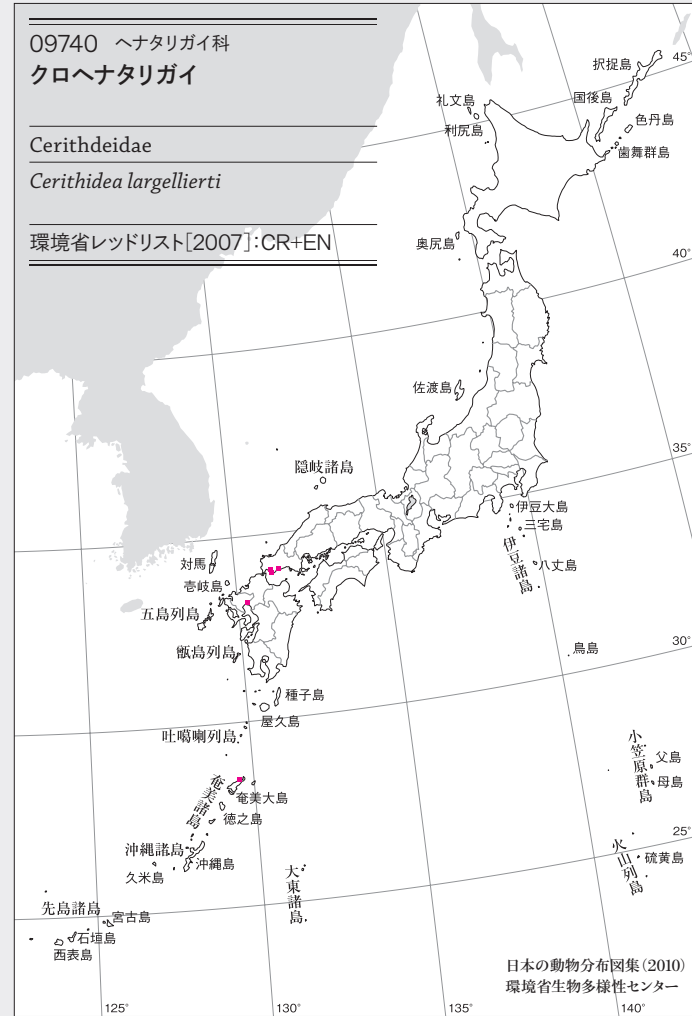 09740 ヘナタリガイ科
クロヘナタリガイ
Cerithdeidae
Cerithidea largellierti
環境省レッドリスト[2007]:CR+EN
択捉島
45°
国後島
礼文島
色丹島
利尻島
歯舞群島
奥尻島
40°
佐渡島
35°
隠岐諸島
伊豆大島
三宅島
伊豆諸島
八丈島
対馬
壱岐島
五島列島
鳥島
30°
甑島列島
種子島
屋久島
吐噶喇列島
小笠原群島
父島
母島
奄美諸島
奄美大島
徳之島
25°
沖縄諸島
沖縄島
久米島
火山列島
硫黄島
大東諸島
先島諸島
宮古島
石垣島
西表島
日本の動物分布図集(2010)
環境省生物多様性センター
125°
130°
135°
140°